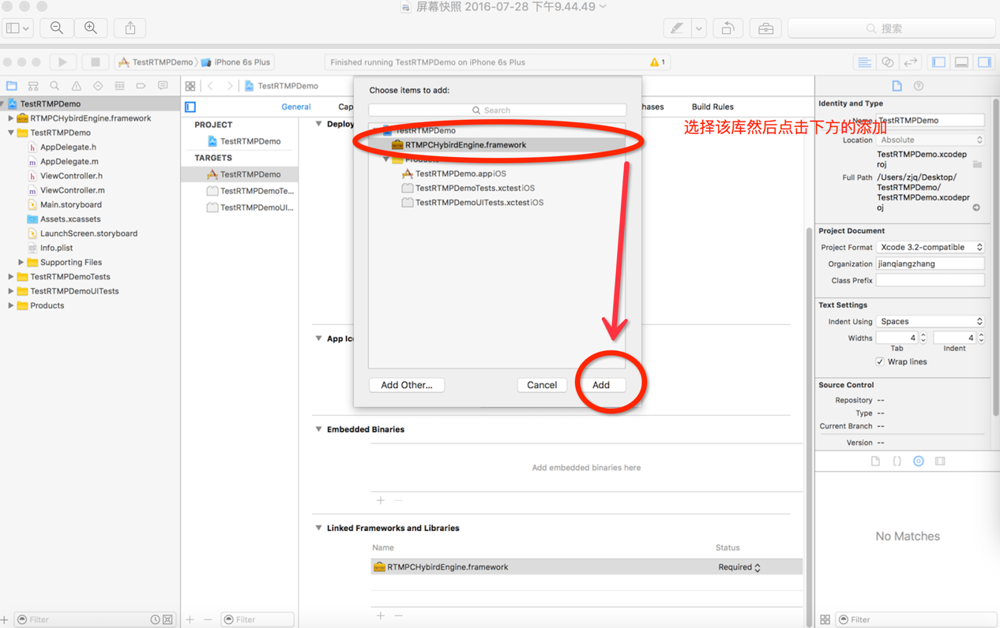 屏幕快照 2016-07-28 下午9.44.49
搜索
TestRTMPDemo
iPhone 6s Plus
Finished running TestRTMPDemo on iPhone 6s Plus
1
TestRTMPDemo
RTMPCHybirdEngine.framework
TestRTMPDemo
AppDelegate.h
AppDelegate.m
ViewController.h
ViewController.m
Main.storyboard
Assets.xcassets
LaunchScreen.storyboard
Info.plist
Supporting Files
TestRTMPDemoTests
TestRTMPDemoUITests
Products
Filter
TestRTMPDemo
General
Cap
hases
Build Rules
PROJECT
TestRTMPDemo
TARGETS
TestRTMPDemo
TestRTMPDemoTe...
TestRTMPDemoUI...
Filter
Deploy
App Ic
Choose items to add:
Search
TestRTMPDemo
RTMPCHybirdEngine.framework
Products
TestRTMPDemo.app iOS
TestRTMPDemoTests.xctest iOS
TestRTMPDemoUITests.xctest iOS
Add Other...
Cancel
Add
选择该库然后点击下方的添加
Embedded Binaries
Add embedded binaries here
Linked Frameworks and Libraries
Name
Status
RTMPCHybirdEngine.framework
Required
Identity and Type
Name TestRTMPDemo
Location Absolute
TestRTMPDemo.xcodep
roj
Full Path /Users/zjq/Desktop/
TestRTMPDemo/
TestRTMPDemo.xcodepr
oj
Project Document
Project Format Xcode 3.2-compatible
Organization jianqiangzhang
Class Prefix
Text Settings
Indent Using Spaces
Widths 4 4
Tab Indent
Wrap lines
Source Control
Repository --
Type --
Current Branch --
Version --
No Matches
Filter